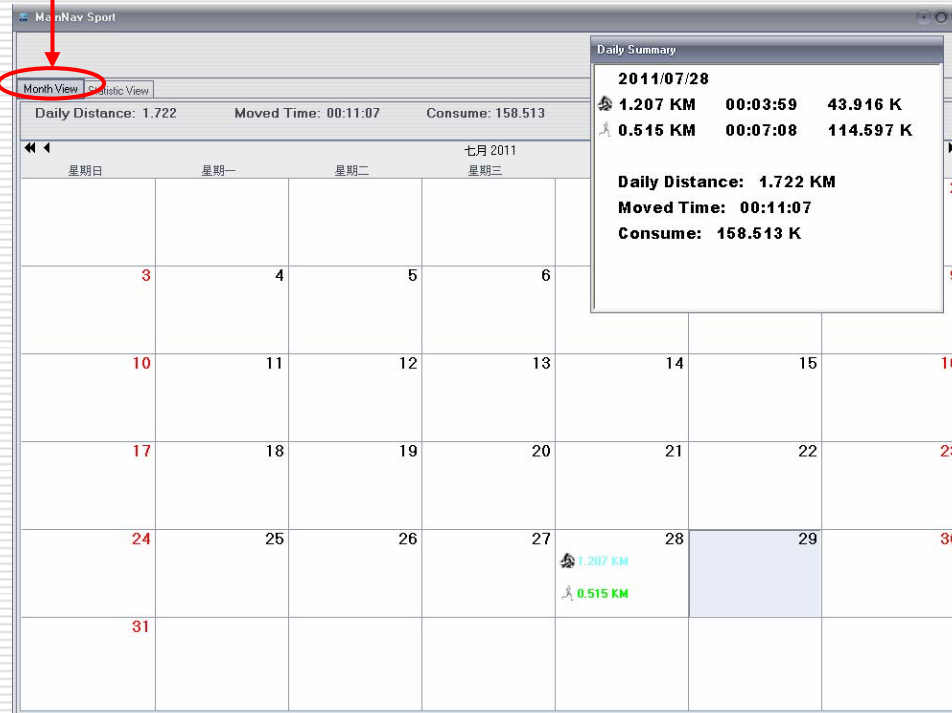 MainNav Sport
Daily Summary
2011/07/28
1.207 KM 00:03:59 43.916 K
0.515 KM 00:07:08 114.597 K
Daily Distance: 1.722 KM
Moved Time: 00:11:07
Consume: 158.513 K
Month View Statistic View
Daily Distance: 1.722 Moved Time: 00:11:07 Consume: 158.513
七月 2011
星期日 星期一 星期二 星期三
3 4 5 6
10 11 12 13 14 15
17 18 19 20 21 22
24 25 26 27 28 29
1.207 KM
0.515 KM
31